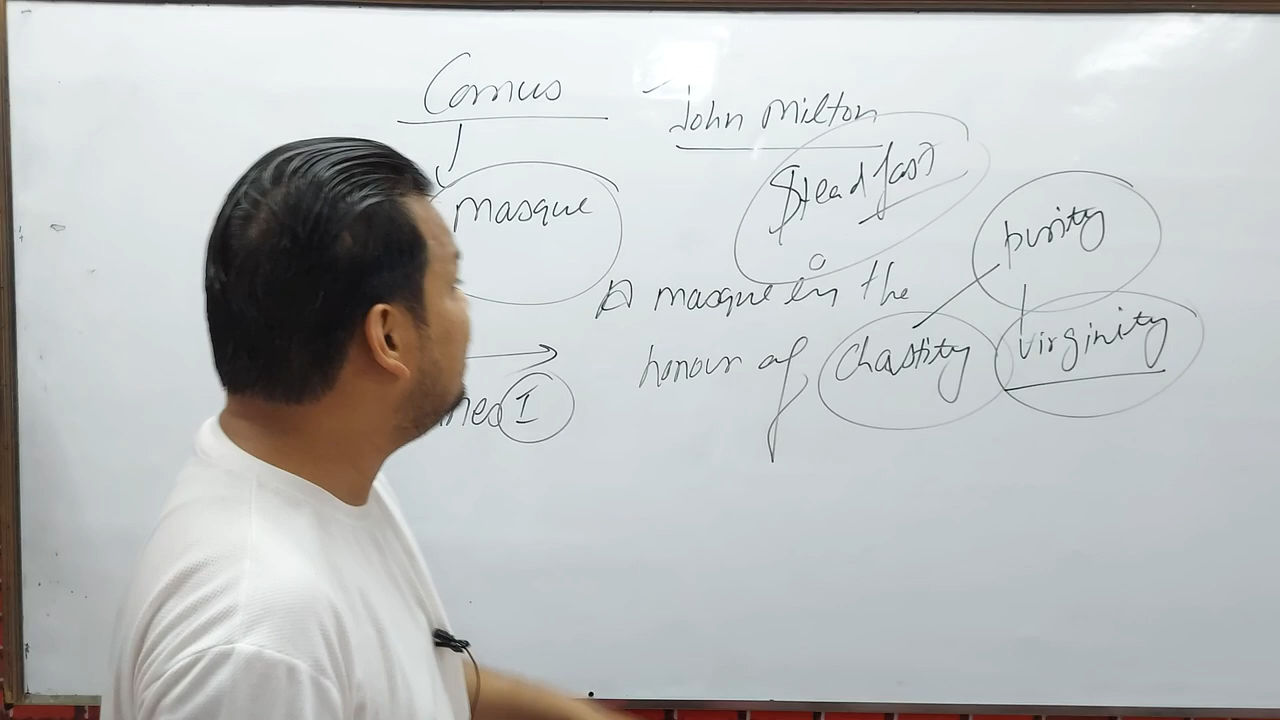 Comus
John Milton
masque
Steadfast
purity
A masque in the
honour of chastity virginity
I